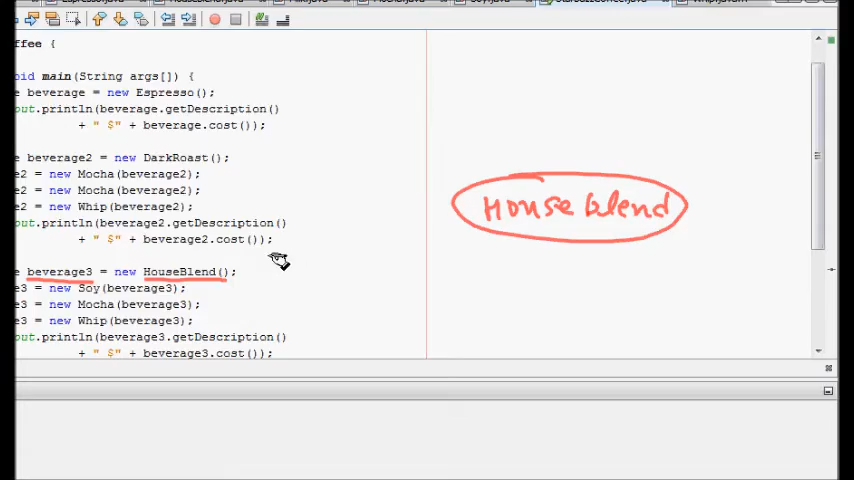 ffee {
oid main(String args[]) {
e beverage = new Espresso();
out.println(beverage.getDescription()
+ " $" + beverage.cost());
e beverage2 = new DarkRoast();
e2 = new Mocha(beverage2);
e2 = new Mocha(beverage2);
e2 = new Whip(beverage2);
out.println(beverage2.getDescription()
+ " $" + beverage2.cost());
House blend
e beverage3 = new HouseBlend();
e3 = new Soy(beverage3);
e3 = new Mocha(beverage3);
e3 = new Whip(beverage3);
out.println(beverage3.getDescription()
+ " $" + beverage3.cost());